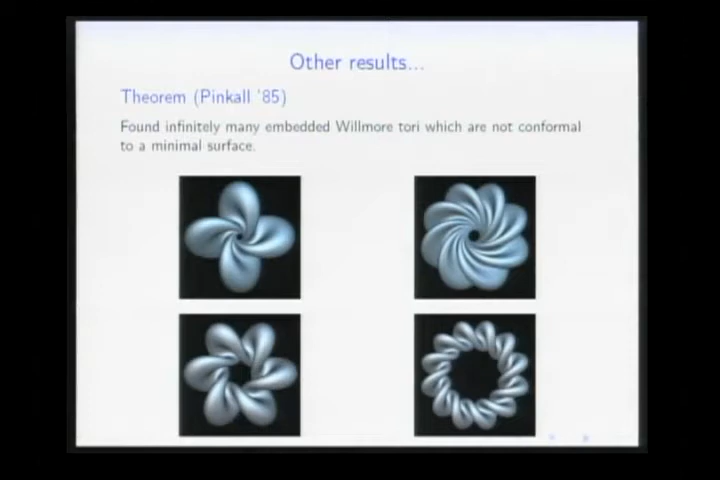 Other results...
Theorem (Pinkall '85)
Found infinitely many embedded Willmore tori which are not conformal
to a minimal surface.